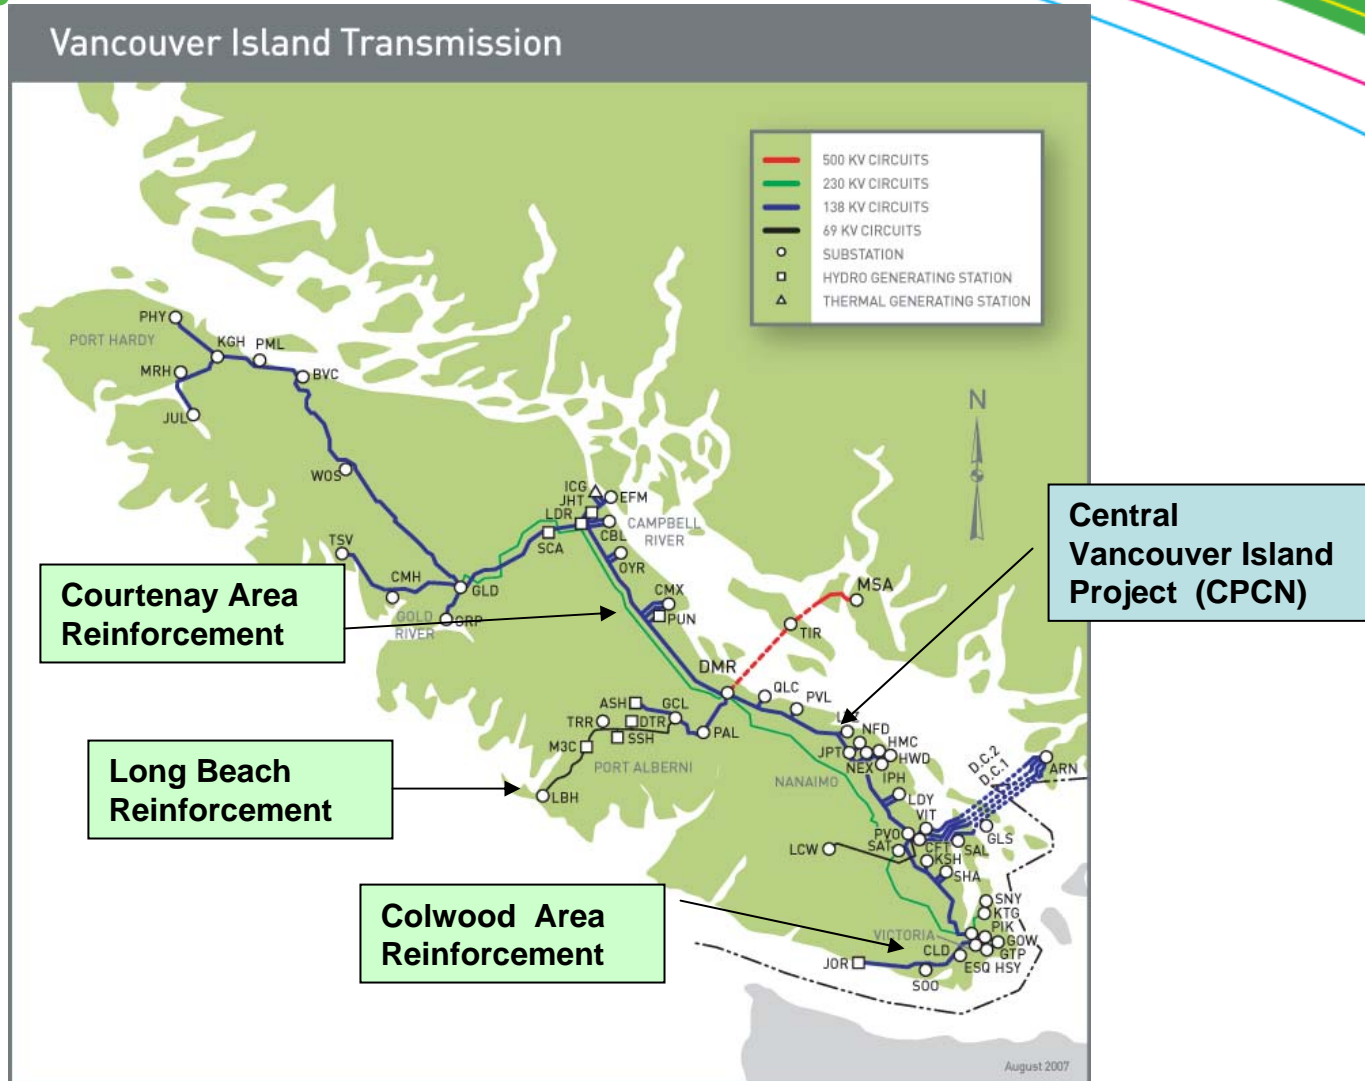 Vancouver Island Transmission
500 KV CIRCUITS
230 KV CIRCUITS
138 KV CIRCUITS
69 KV CIRCUITS
SUBSTATION
HYDRO GENERATING STATION
THERMAL GENERATING STATION
PHY
PORT HARDY
KGH
PML
MRH
BVC
JUL
N
WOS
ICG
JHT
EFM
LDR
CAMPBELL
RIVER
CBL
SCA
OYR
TSV
CMH
GLD
GOLD
RIVER
GRP
CMX
PUN
MSA
TIR
Central
Vancouver Island
Project (CPCN)
Courtenay Area
Reinforcement
DMR
QLC
PVL
ASH
GCL
TRR
DTR
SSH
PAL
M3C
PORT ALBERNI
LBH
Long Beach
Reinforcement
NFD
HMC
JPT
HWD
NEX
IPH
NANAIMO
D.C.2
D.C.1
ARN
LDY
VIT
PVO
GLS
SAT
CFT
SAL
LCW
KSH
SHA
Colwood Area
Reinforcement
SNY
KTG
PIK
VICTORIA
GOW
CLD
GTP
ESQ HSY
JOR
SOO
August 2007